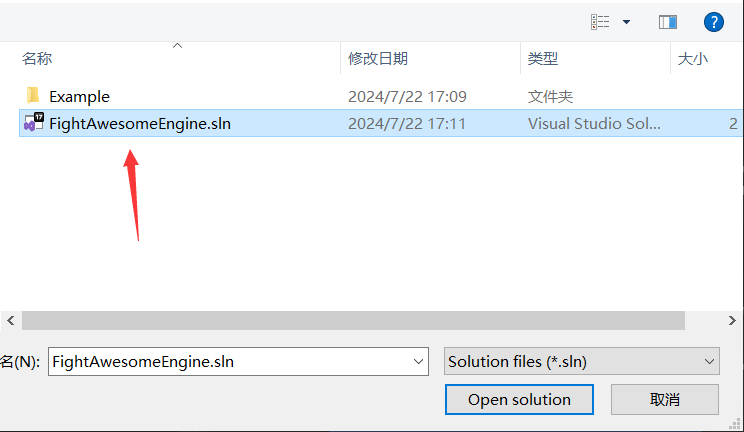 名称 修改日期 类型 大小
Example 2024/7/22 17:09 文件夹
17 FightAwesomeEngine.sln 2024/7/22 17:11 Visual Studio Sol... 2
名(N): FightAwesomeEngine.sln Solution files (*.sln)
Open solution 取消